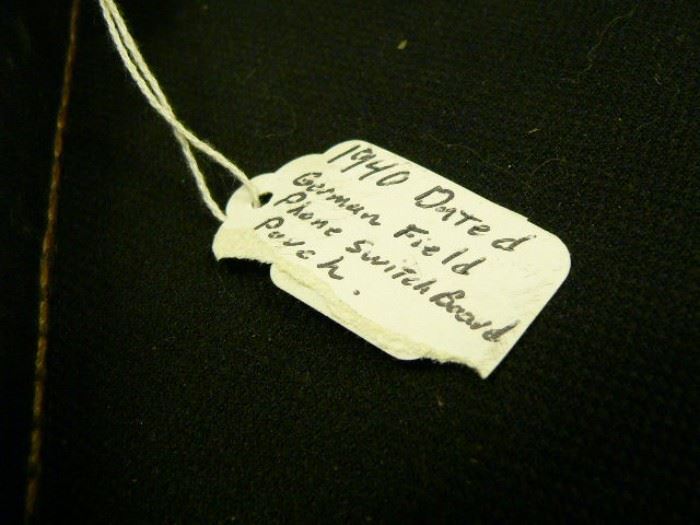 1940 Dated
German Field
Phone Switch Board
Pouch.